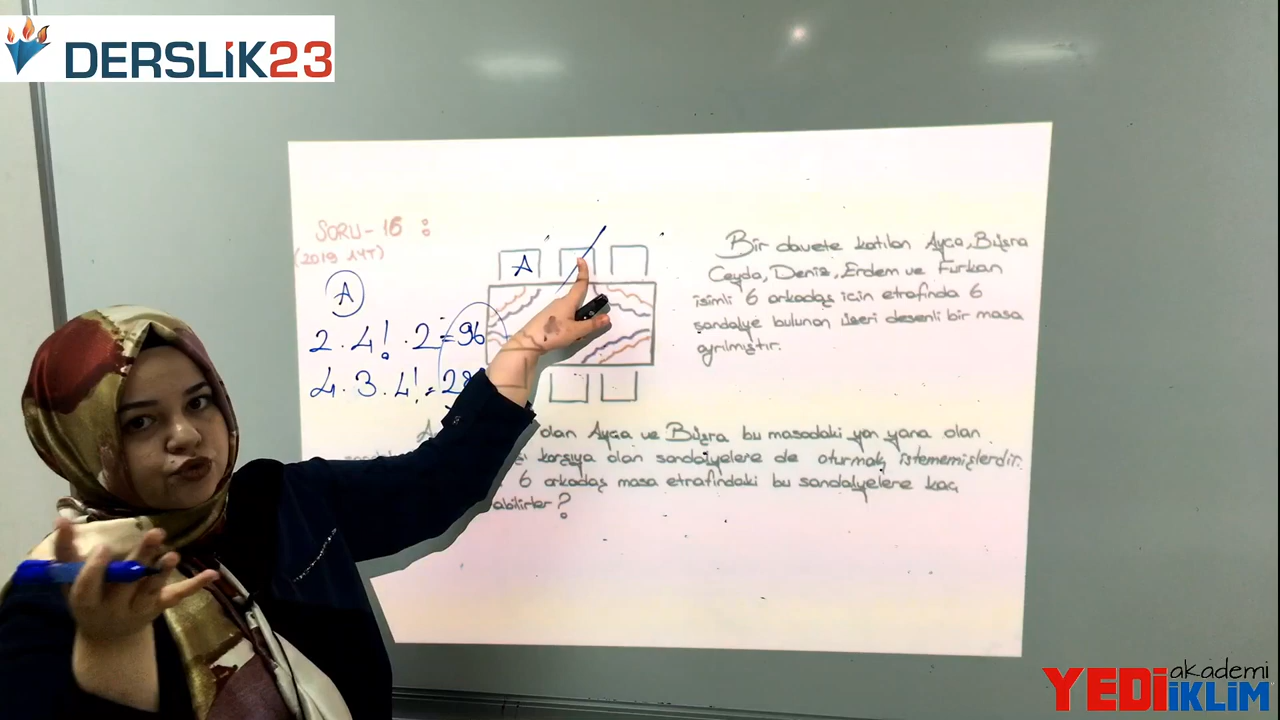 DERSLİK23
SORU-16:
(2019 AYT)
A
A
2.4!.2=96
4.3.4!=28
Bir davete katılan Ayça, Büşra
Ceyda, Deniz, Erdem ve Furkan
isimli 6 arkadaş için etrafında 6
sandalye bulunan üzeri desenli bir masa
ayrılmıştır.
olan Ayça ve Büşra bu masadaki yan yana olan
karşıya olan sandalyelere de oturmak istememişlerdir.
6 arkadaş masa etrafındaki bu sandalyelere kaç
abilirler?
YEDİ İKLİM akademi